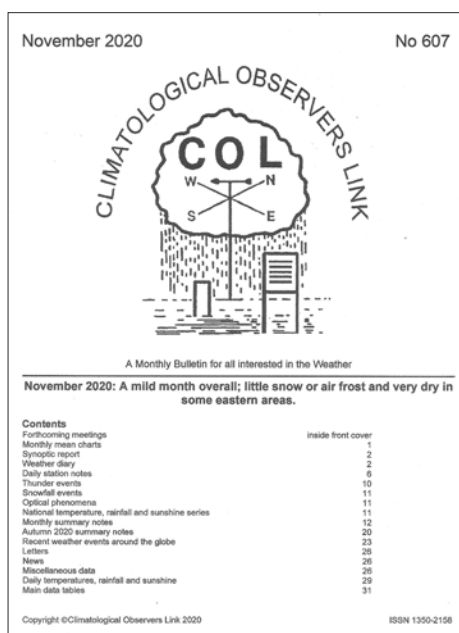 November 2020 No 607
CLIMATOLOGICAL OBSERVERS LINK
COL
W N
S E
A Monthly Bulletin for all interested in the Weather
November 2020: A mild month overall; little snow or air frost and very dry in
some eastern areas.
Contents
Forthcoming meetings inside front cover
Monthly mean charts 1
Synoptic report 2
Weather diary 2
Daily station notes 6
Thunder events 10
Snowfall events 11
Optical phenomena 11
National temperature, rainfall and sunshine series 11
Monthly summary notes 12
Autumn 2020 summary notes 20
Recent weather events around the globe 23
Letters 26
News 26
Miscellaneous data 26
Daily temperatures, rainfall and sunshine 29
Main data tables 31
Copyright ©Climatological Observers Link 2020 ISSN 1350-2158